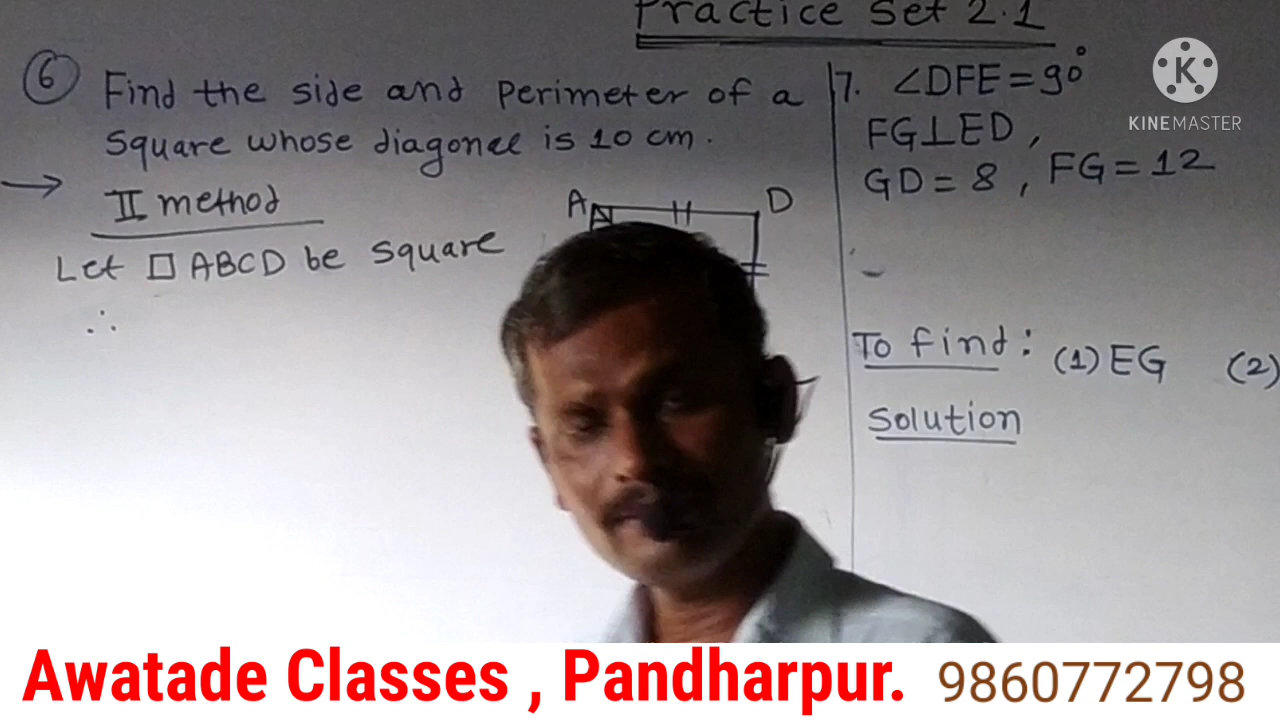 Practice Set 2.1
6 Find the side and perimeter of a
square whose diagonal is 10 cm.
→ II method
Let □ ABCD be square
∴
A D
7. ∠DFE = 90°
FG⊥ED,
GD = 8, FG = 12
To find: (1) EG (2)
Solution
K
KINEMASTER
Awatade Classes , Pandharpur. 9860772798